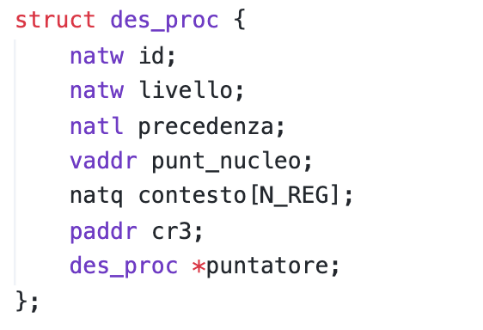 struct des_proc {
    natw id;
    natw livello;
    natl precedenza;
    vaddr punt_nucleo;
    natq contesto[N_REG];
    paddr cr3;
    des_proc *puntatore;
};